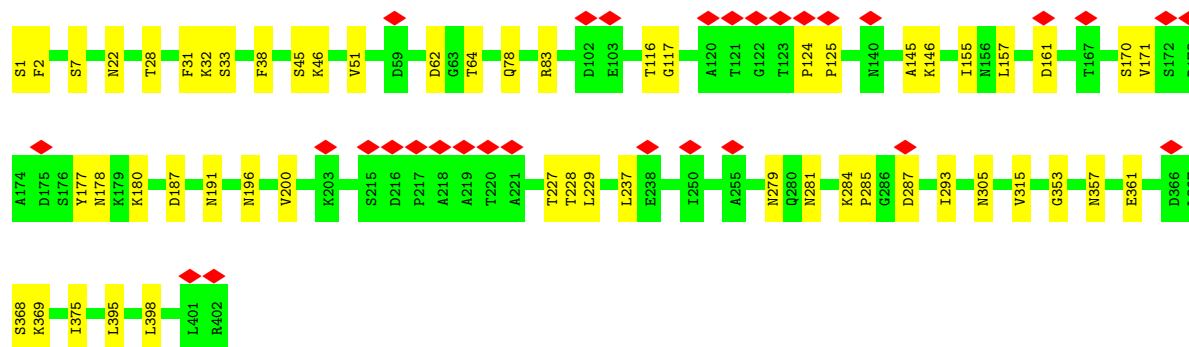 S1 F2 S7 N22 T28 F31 K32 S33 F38 S45 K46 V51 D59 D62 G63 T64 Q78 R83 D102 E103 T116 G117 A120 T121 G122 T123 P124 P125 N140 A145 K146 I155 N156 L157 D161 T167 S170 V171 S172
A174 D175 S176 Y177 N178 K179 K180 D187 N191 N196 V200 K203 S215 D216 P217 A218 A219 T220 A221 T227 T228 L229 L237 E238 I250 A255 N279 Q280 N281 K284 P285 G286 D287 I293 N305 V315 G353 N357 E361 D366
S368 K369 I375 L395 L398 L401 R402